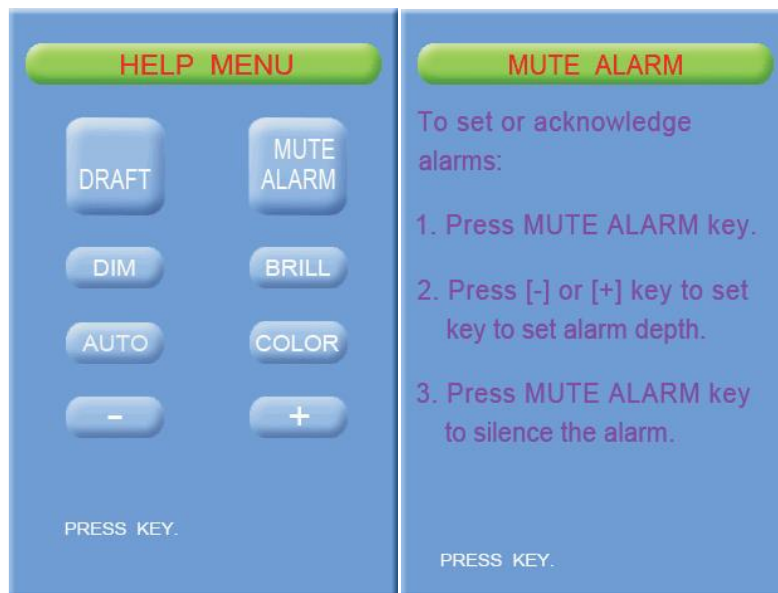 HELP MENU
DRAFT
MUTE
ALARM
DIM
BRILL
AUTO
COLOR
-
+
PRESS KEY.
MUTE ALARM
To set or acknowledge
alarms:
1. Press MUTE ALARM key.
2. Press [-] or [+] key to set
key to set alarm depth.
3. Press MUTE ALARM key
to silence the alarm.
PRESS KEY.